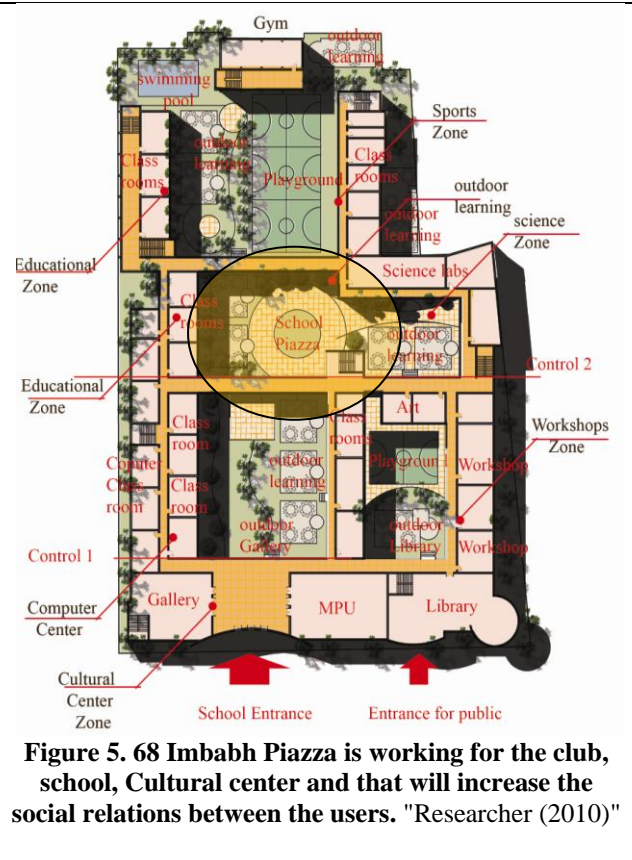 Gym
outdoor
learning
swimming
pool
Sports
Zone
Class
rooms
outdoor
learning
Playground
Class
rooms
outdoor
learning
outdoor
learning
science
Zone
Educational
Zone
Science labs
Class
rooms
School
Piazza
outdoor
learning
Control 2
Educational
Zone
Art
Class
room
Class
rooms
Workshops
Zone
Coputer
Class
room
outdoor
learning
Playground
Workshop
Class
room
outdoor
Gallery
outdoor
Library
Workshop
Control 1
Gallery
MPU
Library
Computer
Center
Cultural
Center
Zone
School Entrance
Entrance for public
Figure 5. 68 Imbabh Piazza is working for the club,
school, Cultural center and that will increase the
social relations between the users. "Researcher (2010)"